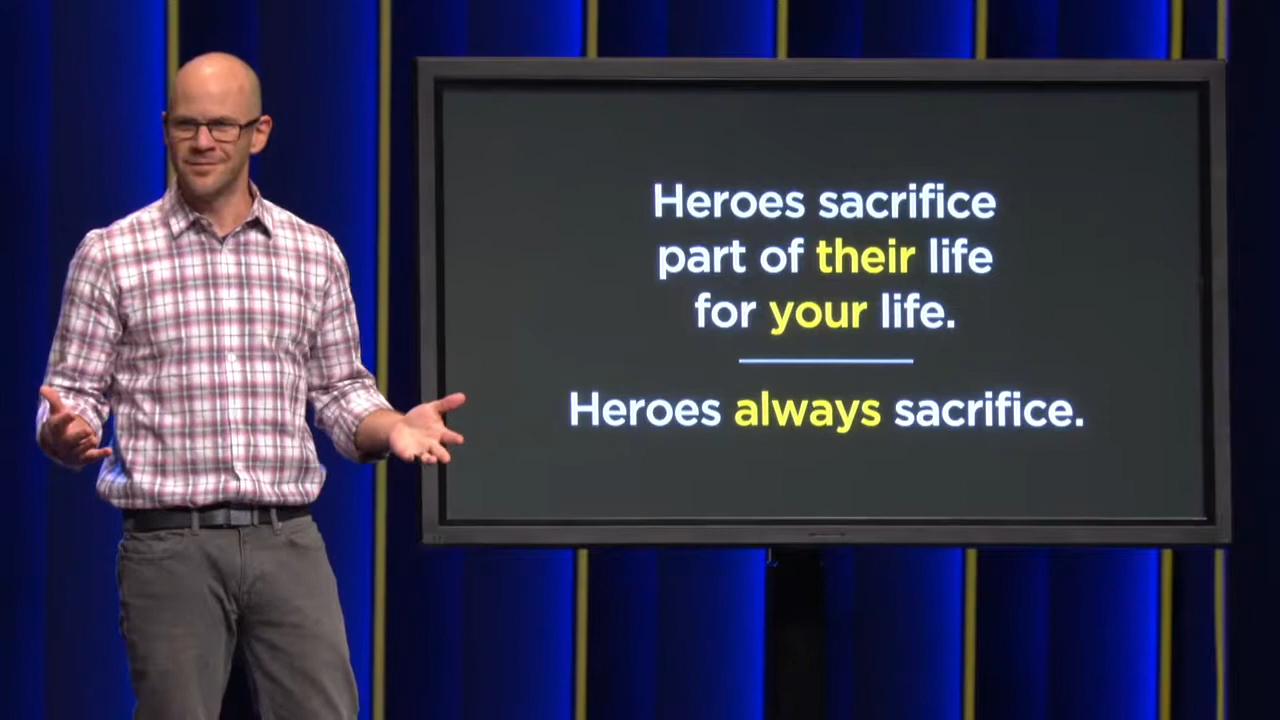 Heroes sacrifice
part of their life
for your life.
Heroes always sacrifice.